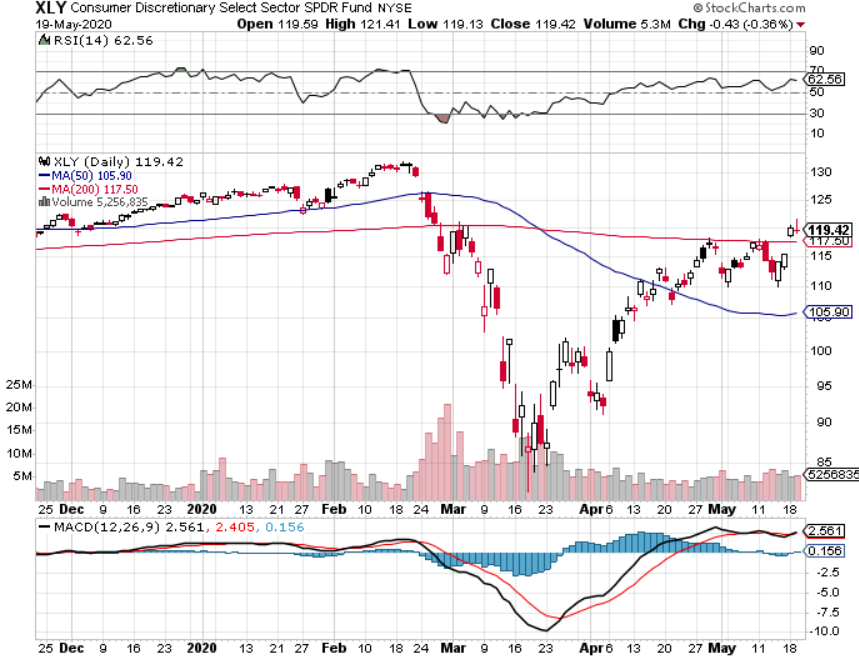 XLY Consumer Discretionary Select Sector SPDR Fund NYSE © StockCharts.com
19-May-2020 Open 119.59 High 121.41 Low 119.13 Close 119.42 Volume 5.3M Chg -0.43 (-0.36%)
RSI(14) 62.56
90
70
62.56
50
30
10
XLY (Daily) 119.42
MA(50) 105.90
MA(200) 117.50
Volume 5,256,835
130
125
119.42
117.50
115
110
105.90
100
95
90
85
25M
20M
15M
10M
5M
5256835
25 Dec 9 16 23 2020 13 21 27 Feb 10 18 24 Mar 9 16 23 Apr 6 13 20 27 May 11 18
MACD(12,26,9) 2.561, 2.405, 0.156
2.561
0.156
-2.5
-5.0
-7.5
-10.0
25 Dec 9 16 23 2020 13 21 27 Feb 10 18 24 Mar 9 16 23 Apr 6 13 20 27 May 11 18